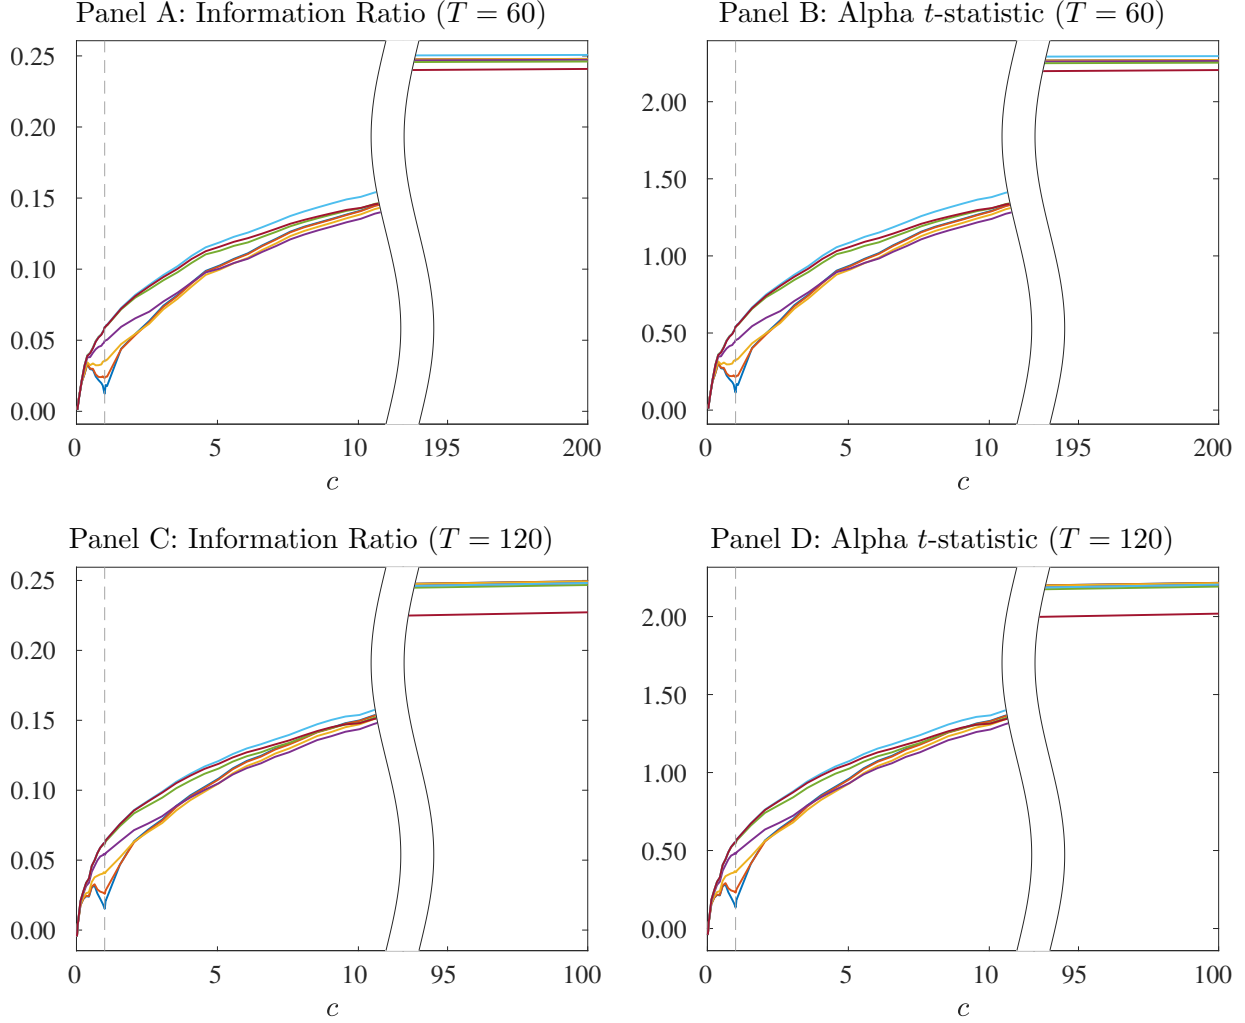 Panel A: Information Ratio (T = 60)
0.25
0.20
0.15
0.10
0.05
0.00
0 5 10 195 200
c
Panel B: Alpha t-statistic (T = 60)
2.00
1.50
1.00
0.50
0.00
0 5 10 195 200
c
Panel C: Information Ratio (T = 120)
0.25
0.20
0.15
0.10
0.05
0.00
0 5 10 95 100
c
Panel D: Alpha t-statistic (T = 120)
2.00
1.50
1.00
0.50
0.00
0 5 10 95 100
c